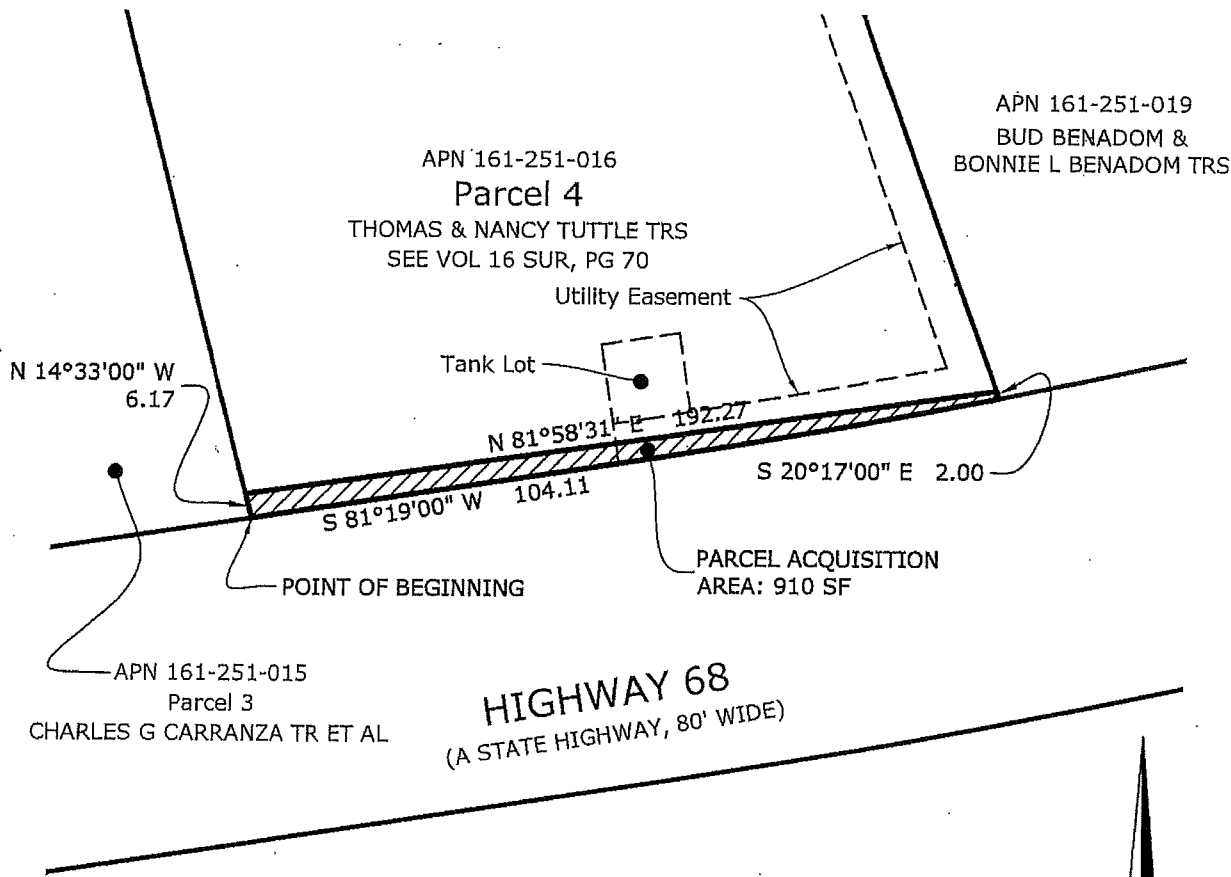 APN 161-251-019
BUD BENADOM &
BONNIE L BENADOM TRS
APN 161-251-016
Parcel 4
THOMAS & NANCY TUTTLE TRS
SEE VOL 16 SUR, PG 70
Utility Easement
Tank Lot
N 14°33'00" W
6.17
N 81°58'31" E 192.27
S 81°19'00" W 104.11
S 20°17'00" E 2.00
POINT OF BEGINNING
PARCEL ACQUISITION
AREA: 910 SF
APN 161-251-015
Parcel 3
CHARLES G CARRANZA TR ET AL
HIGHWAY 68
(A STATE HIGHWAY, 80' WIDE)